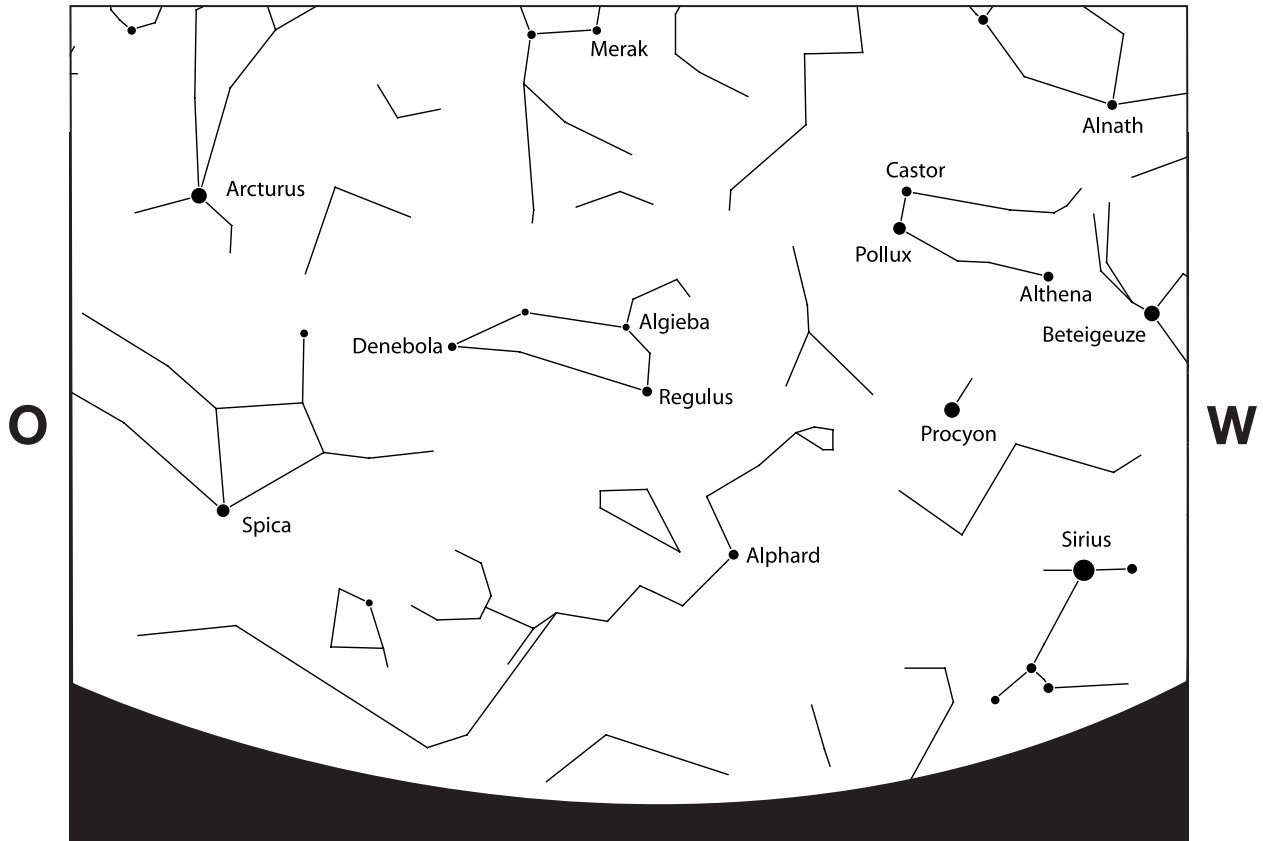 Merak
Alnath
Castor
Arcturus
Pollux
Althena
Algieba
Beteigeuze
Denebola
Regulus
O
W
Procyon
Spica
Sirius
Alphard